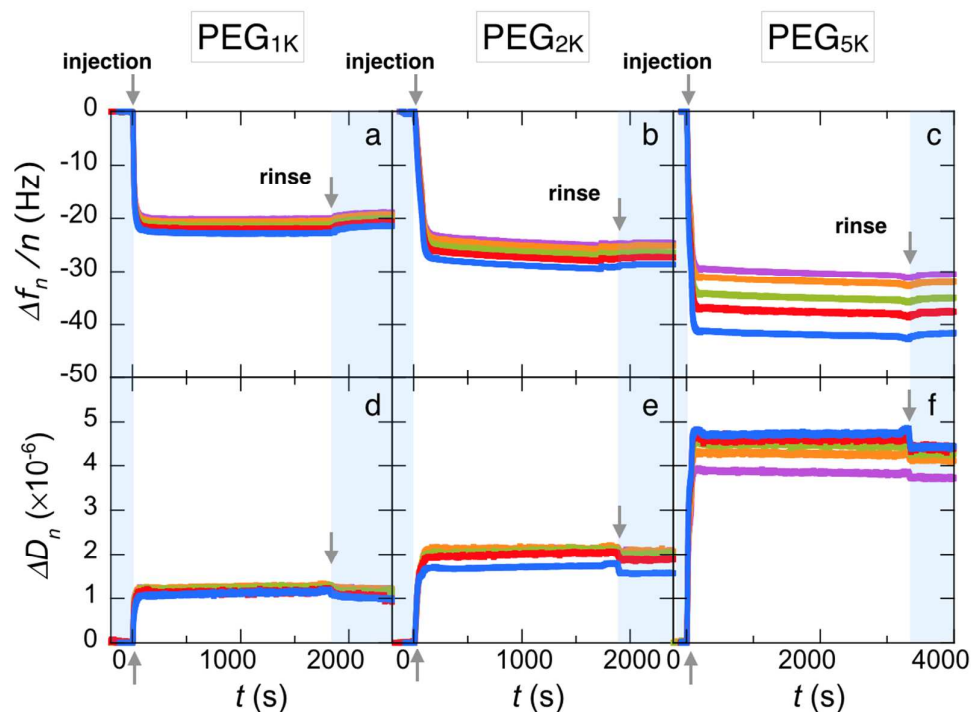 PEG1K PEG2K PEG5K
injection injection injection
0
-10
-20
-30
-40
-50
Δfn /n (Hz)
a b c
rinse rinse rinse
d e f
5
4
3
2
1
0
ΔDn (×10-6)
0 1000 2000 0 1000 2000 0 2000 4000
t (s) t (s) t (s)